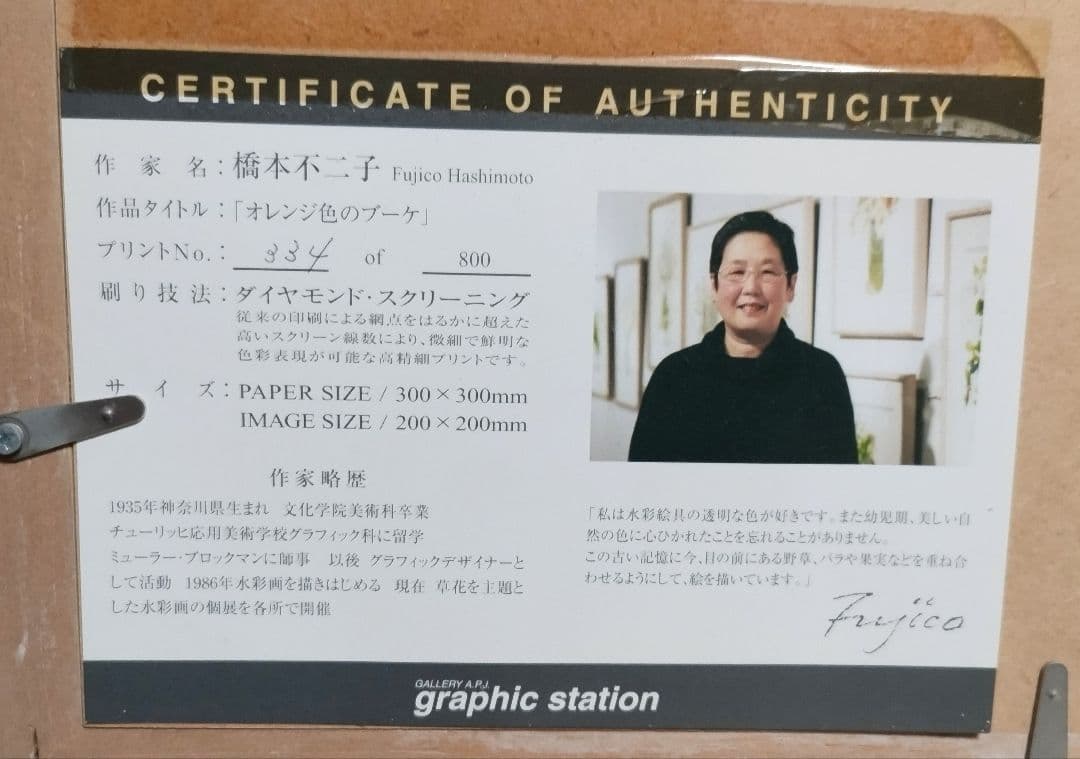 CERTIFICATE OF AUTHENTICITY
作家名：橋本不二子 Fujico Hashimoto
作品タイトル：「オレンジ色のブーケ」
プリントNo.： 334 of 800
刷り技法：ダイヤモンド・スクリーニング
従来の印刷による網点をはるかに超えた
高いスクリーン線数により、微細で鮮明な
色彩表現が可能な高精細プリントです。
サイズ：PAPER SIZE / 300×300mm
IMAGE SIZE / 200×200mm
作家略歴
1935年神奈川県生まれ 文化学院美術科卒業
チューリッヒ応用美術学校グラフィック科に留学
ミューラー・ブロックマンに師事 以後 グラフィックデザイナーと
して活動 1986年水彩画を描きはじめる 現在 草花を主題と
した水彩画の個展を各所で開催
「私は水彩絵具の透明な色が好きです。また幼児期、美しい自
然の色に心ひかれたことを忘れることがありません。
この古い記憶に今、目の前にある野草、バラや果実などを重ね合
わせるようにして、絵を描いています。」
Fujico
GALLERY A.P.J.
graphic station